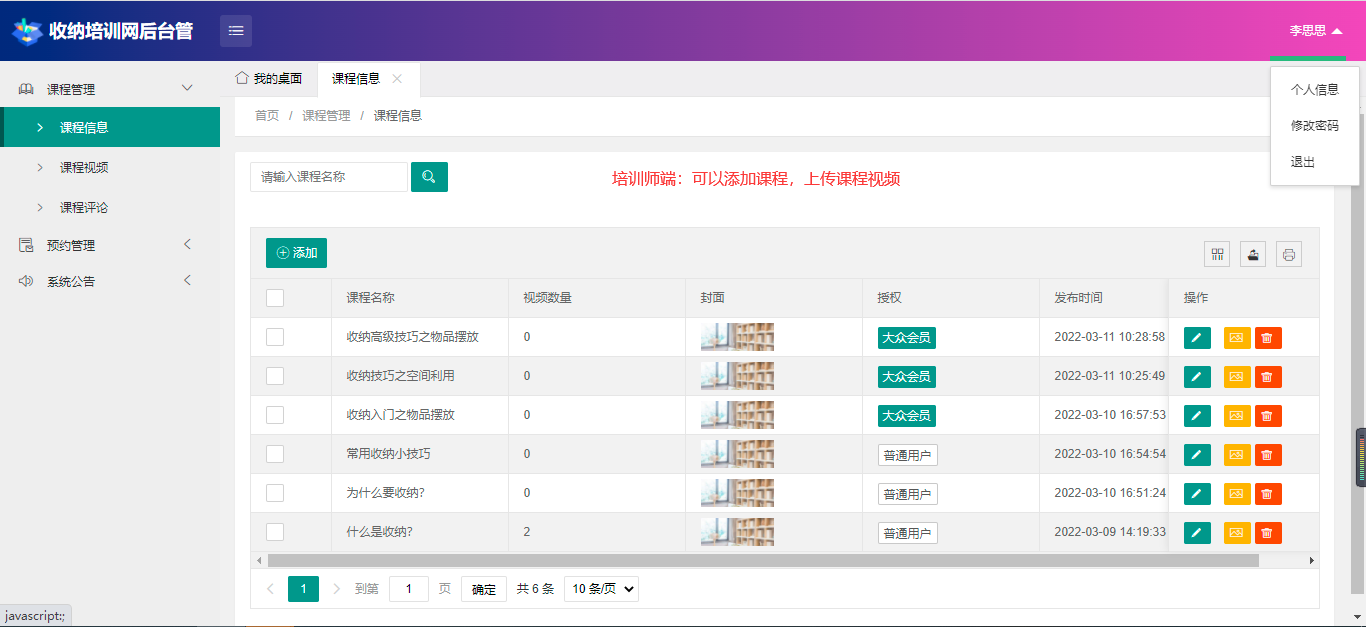 收纳培训网后台管
李思思
个人信息
修改密码
退出
课程管理
课程信息
课程视频
课程评论
预约管理
系统公告
我的桌面
课程信息
首页 / 课程管理 / 课程信息
请输入课程名称
培训师端：可以添加课程，上传课程视频
添加
课程名称 视频数量 封面 授权 发布时间 操作
收纳高级技巧之物品摆放 0 大众会员 2022-03-11 10:28:58
收纳技巧之空间利用 0 大众会员 2022-03-11 10:25:49
收纳入门之物品摆放 0 大众会员 2022-03-10 16:57:53
常用收纳小技巧 0 普通用户 2022-03-10 16:54:54
为什么要收纳? 0 普通用户 2022-03-10 16:51:24
什么是收纳? 2 普通用户 2022-03-09 14:19:33
1 到第 1 页 确定 共 6 条 10 条/页
javascript:;